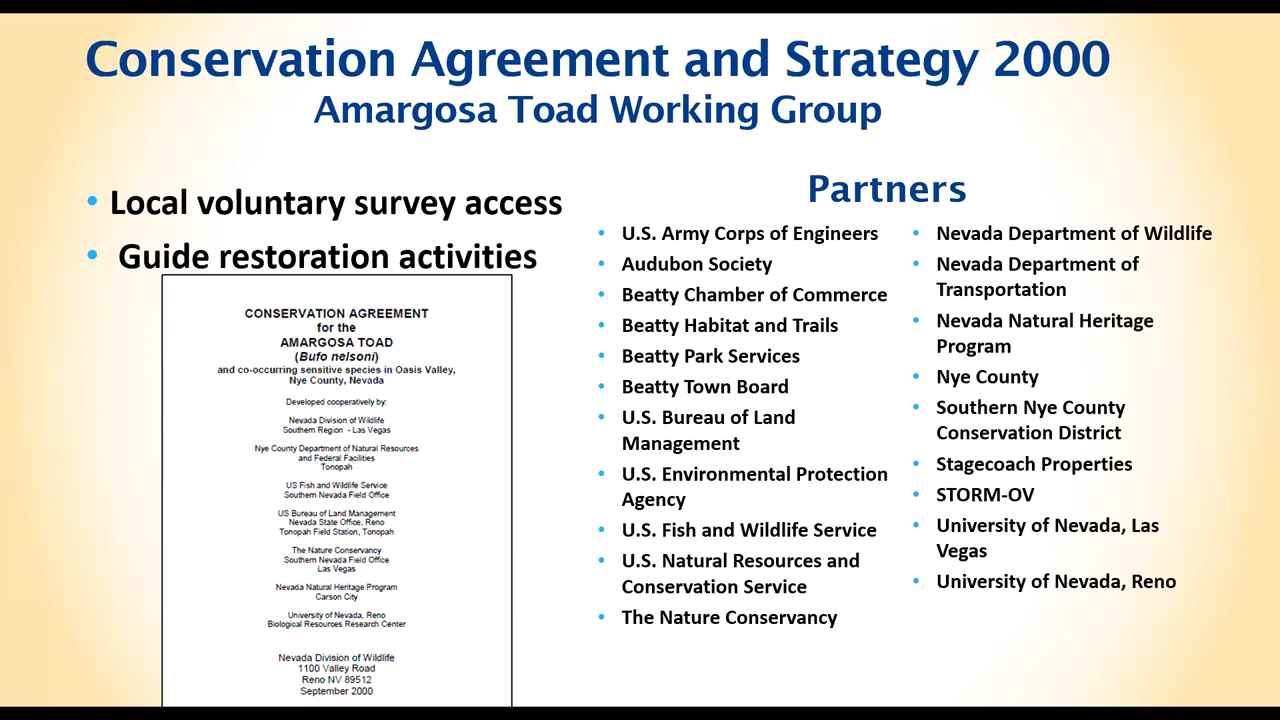 Conservation Agreement and Strategy 2000
Amargosa Toad Working Group
• Local voluntary survey access
• Guide restoration activities
CONSERVATION AGREEMENT
for the
AMARGOSA TOAD
(Bufo nelsoni)
and co-occurring sensitive species in Oasis Valley,
Nye County, Nevada
Developed cooperatively by:
Nevada Division of Wildlife
Southern Region - Las Vegas
Nye County Department of Natural Resources
and Federal Facilities
Tonopah
US Fish and Wildlife Service
Southern Nevada Field Office
US Bureau of Land Management
Nevada State Office, Reno
Tonopah Field Station, Tonopah
The Nature Conservancy
Southern Nevada Field Office
Las Vegas
Nevada Natural Heritage Program
Carson City
University of Nevada, Reno
Biological Resources Research Center
Nevada Division of Wildlife
1100 Valley Road
Reno NV 89512
September 2000
Partners
• U.S. Army Corps of Engineers
• Audubon Society
• Beatty Chamber of Commerce
• Beatty Habitat and Trails
• Beatty Park Services
• Beatty Town Board
• U.S. Bureau of Land
Management
• U.S. Environmental Protection
Agency
• U.S. Fish and Wildlife Service
• U.S. Natural Resources and
Conservation Service
• The Nature Conservancy
• Nevada Department of Wildlife
• Nevada Department of
Transportation
• Nevada Natural Heritage
Program
• Nye County
• Southern Nye County
Conservation District
• Stagecoach Properties
• STORM-OV
• University of Nevada, Las
Vegas
• University of Nevada, Reno